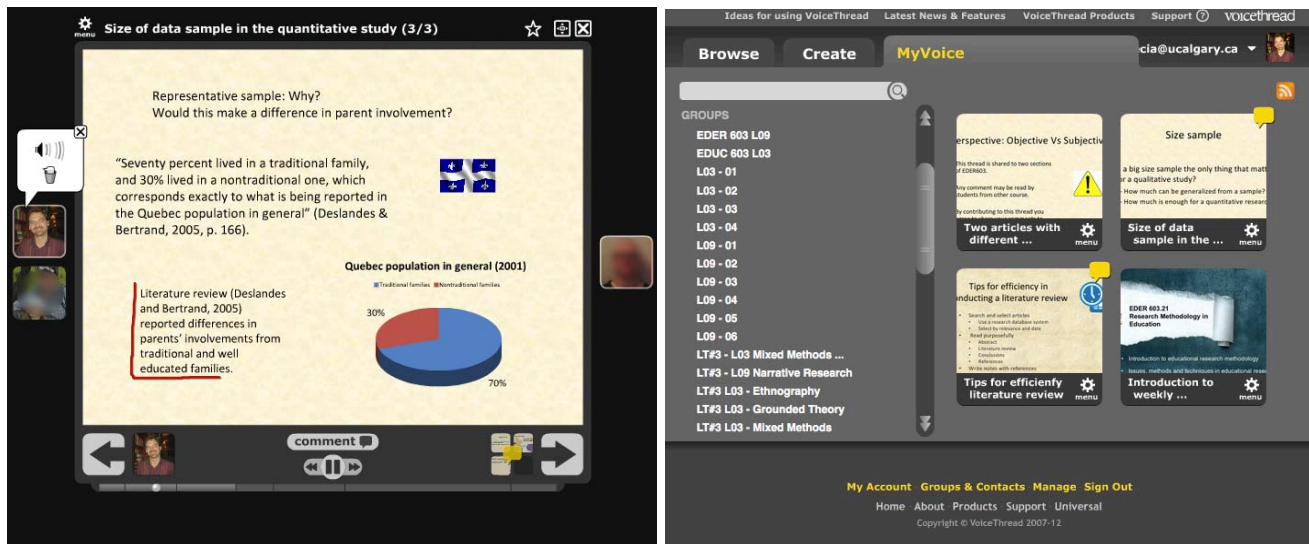 menu
Size of data sample in the quantitative study (3/3)
Representative sample: Why?
Would this make a difference in parent involvement?
“Seventy percent lived in a traditional family,
and 30% lived in a nontraditional one, which
corresponds exactly to what is being reported in
the Quebec population in general” (Deslandes &
Bertrand, 2005, p. 166).
Literature review (Deslandes
and Bertrand, 2005)
reported differences in
parents’ involvements from
traditional and well
educated families.
Quebec population in general (2001)
Traditional families Nontraditional families
30%
70%
comment
Ideas for using VoiceThread Latest News & Features VoiceThread Products Support ? voicethread
Browse Create MyVoice
cia@ucalgary.ca
GROUPS
EDER 603 L09
EDUC 603 L03
L03 - 01
L03 - 02
L03 - 03
L03 - 04
L09 - 01
L09 - 02
L09 - 03
L09 - 04
L09 - 05
L09 - 06
LT#3 - L03 Mixed Methods ...
LT#3 - L09 Narrative Research
LT#3 L03 - Ethnography
LT#3 L03 - Grounded Theory
LT#3 L03 - Mixed Methods
erspective: Objective Vs Subjectiv
This thread is shared to two sections
of EDER603.
Any comment may be read by
students from other course.
By contributing to this thread you
Two articles with
different ...
menu
Size sample
a big size sample the only thing that matt
or a qualitative study?
- How much can be generalized from a sample?
- How much is enough for a quantitative researc
Size of data
sample in the ...
menu
Tips for efficiency in
onducting a literature review
• Search and select articles
• Use a research database system
• Select by relevance and date
• Read purposefully
• Abstract
• Literature review
• Conclusions
• References
• Write notes with references
Tips for efficienfy
literature review
menu
EDER 603.21
Research Methodology in
Education
• Introduction to educational research methodology
• Issues, methods and techniques in educational resea
Introduction to
weekly ...
menu
My Account Groups & Contacts Manage Sign Out
Home About Products Support Universal
Copyright © VoiceThread 2007-12